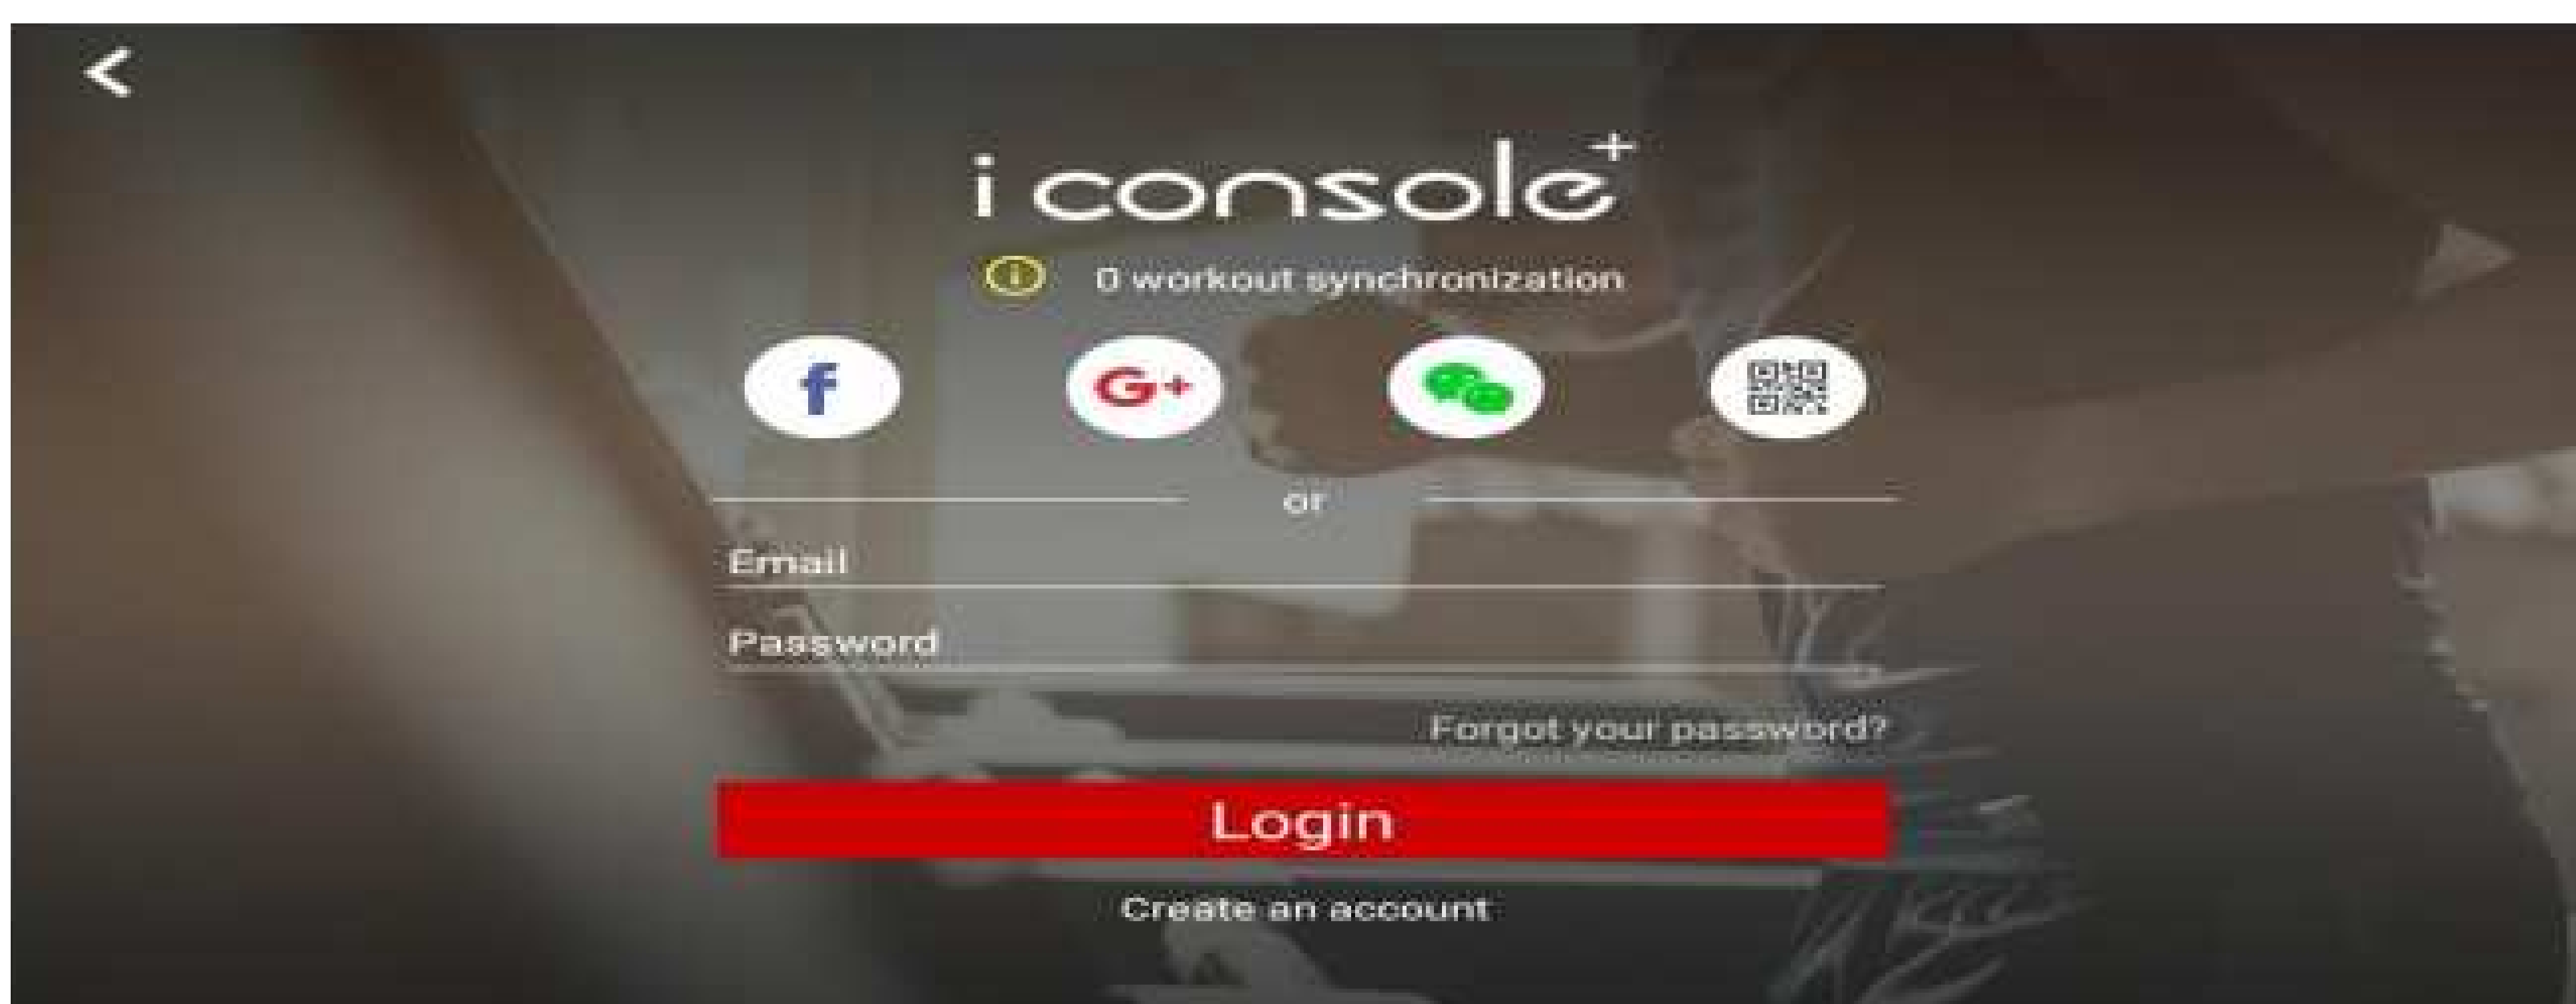 <
i console+
0 workout synchronization
f G+
or
Email
Password
Forgot your password?
Login
Create an account